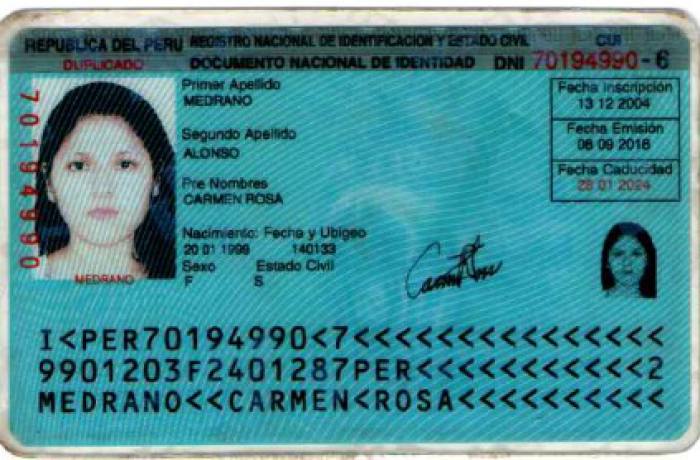 REPUBLICA DEL PERU REGISTRO NACIONAL DE IDENTIFICACION Y ESTADO CIVIL CUI
DUPLICADO DOCUMENTO NACIONAL DE IDENTIDAD DNI 70194990-6
70194990
Primer Apellido
MEDRANO
Segundo Apellido
ALONSO
Pre Nombres
CARMEN ROSA
Nacimiento: Fecha y Ubigeo
20 01 1999 140133
Sexo Estado Civil
F S
Fecha Inscripción
13 12 2004
Fecha Emisión
06 09 2016
Fecha Caducidad
28 01 2024
MEDRANO
I<PER70194990<7<<<<<<<<<<<<<<<
9901203F2401287PER<<<<<<<<<<<2
MEDRANO<<CARMEN<ROSA<<<<<<<<<<